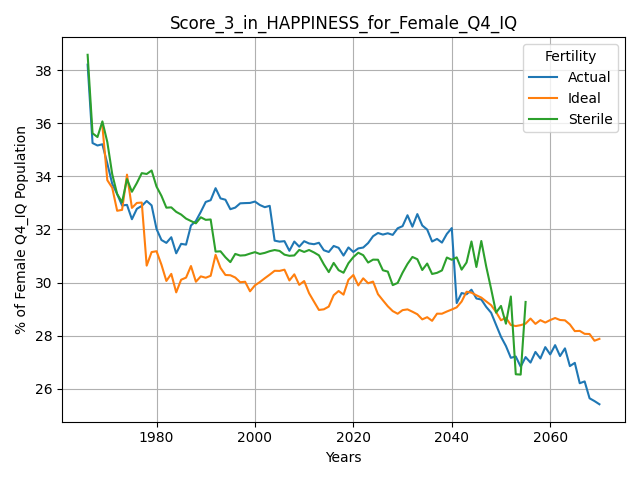 Score_3_in_HAPPINESS_for_Female_Q4_IQ
Fertility
Actual
Ideal
Sterile
% of Female Q4_IQ Population
38
36
34
32
30
28
26
1980
2000
2020
2040
2060
Years